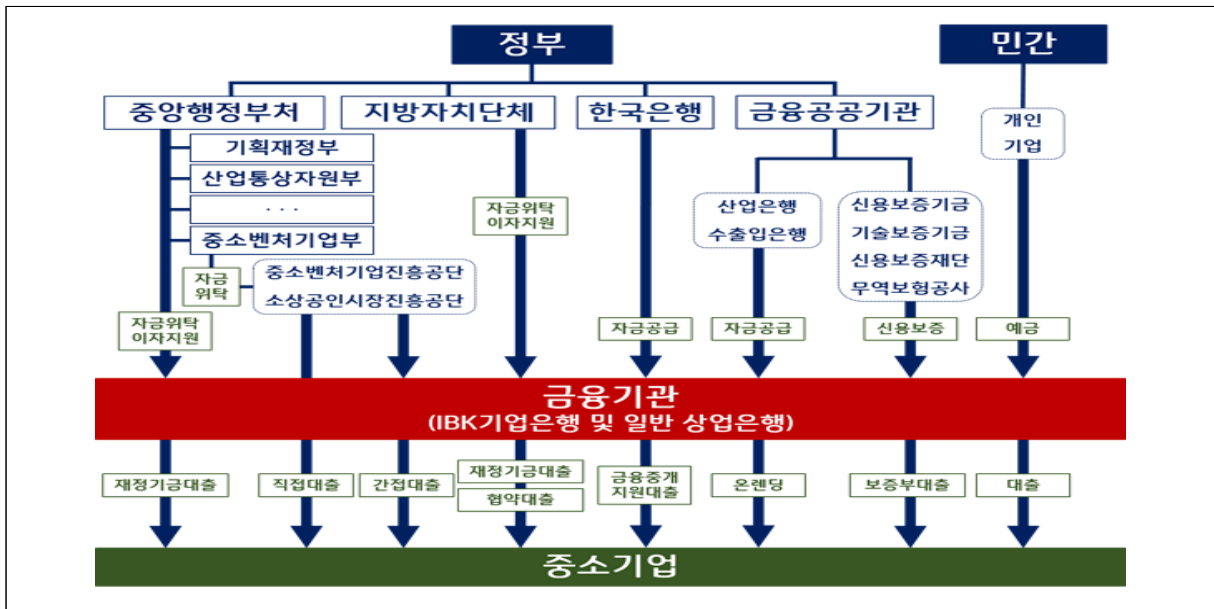 정부
민간
중앙행정부처
지방자치단체
한국은행
금융공공기관
개인
기업
기획재정부
산업통상자원부
...
중소벤처기업부
자금위탁
이자지원
산업은행
수출입은행
신용보증기금
기술보증기금
신용보증재단
무역보험공사
자금
위탁
중소벤처기업진흥공단
소상공인시장진흥공단
자금위탁
이자지원
자금공급
자금공급
신용보증
예금
금융기관
(IBK기업은행 및 일반 상업은행)
재정기금대출
직접대출
간접대출
재정기금대출
협약대출
금융중개
지원대출
온렌딩
보증부대출
대출
중소기업